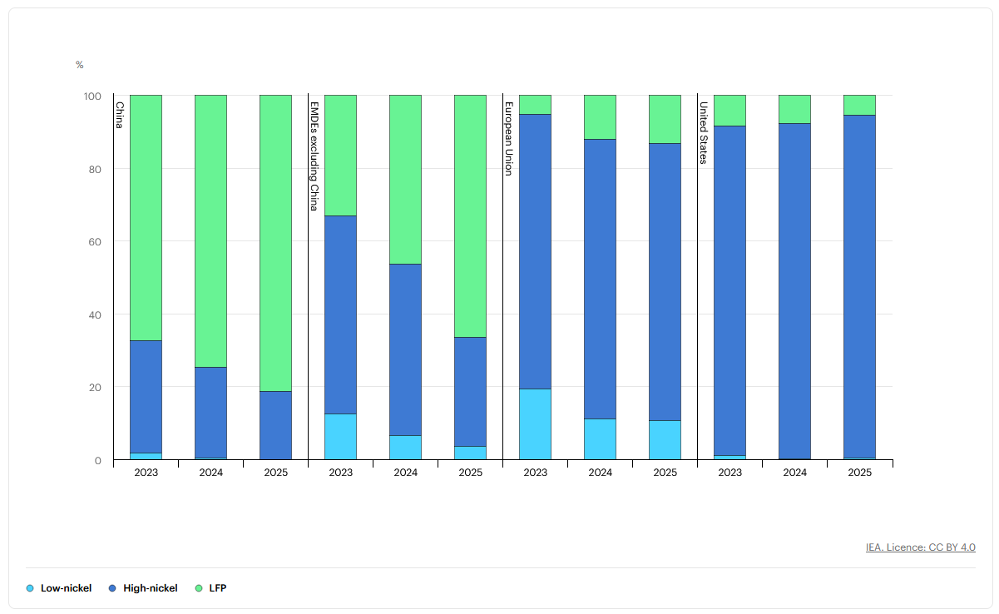 %
100
80
60
40
20
0
China
EMDEs excluding China
European Union
United States
2023 2024 2025 2023 2024 2025 2023 2024 2025 2023 2024 2025
IEA. Licence: CC BY 4.0
Low-nickel High-nickel LFP